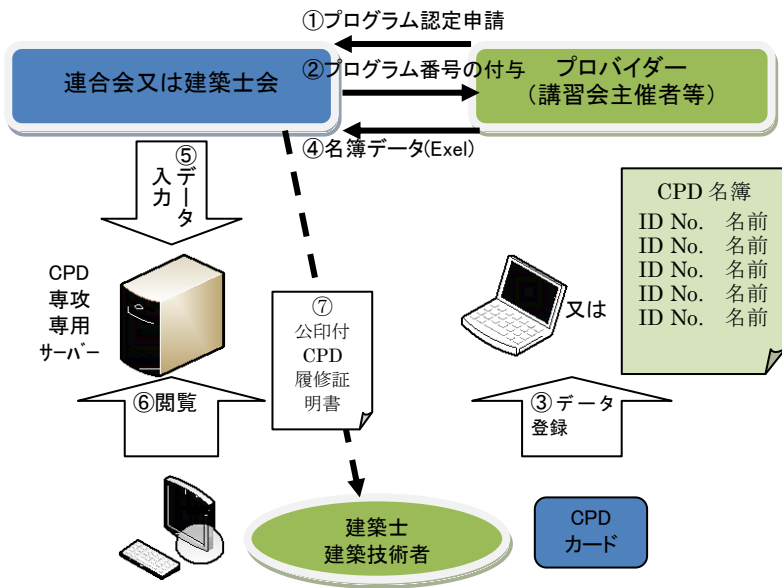 ①プログラム認定申請
連合会又は建築士会
②プログラム番号の付与
プロバイダー
（講習会主催者等）
④名簿データ(Exel)
⑤データ
入力
CPD
専攻
専用
サーバー
⑦
公印付
CPD
履修証
明書
又は
CPD 名簿
ID No. 名前
ID No. 名前
ID No. 名前
ID No. 名前
ID No. 名前
⑥閲覧
③データ
登録
建築士
建築技術者
CPD
カード